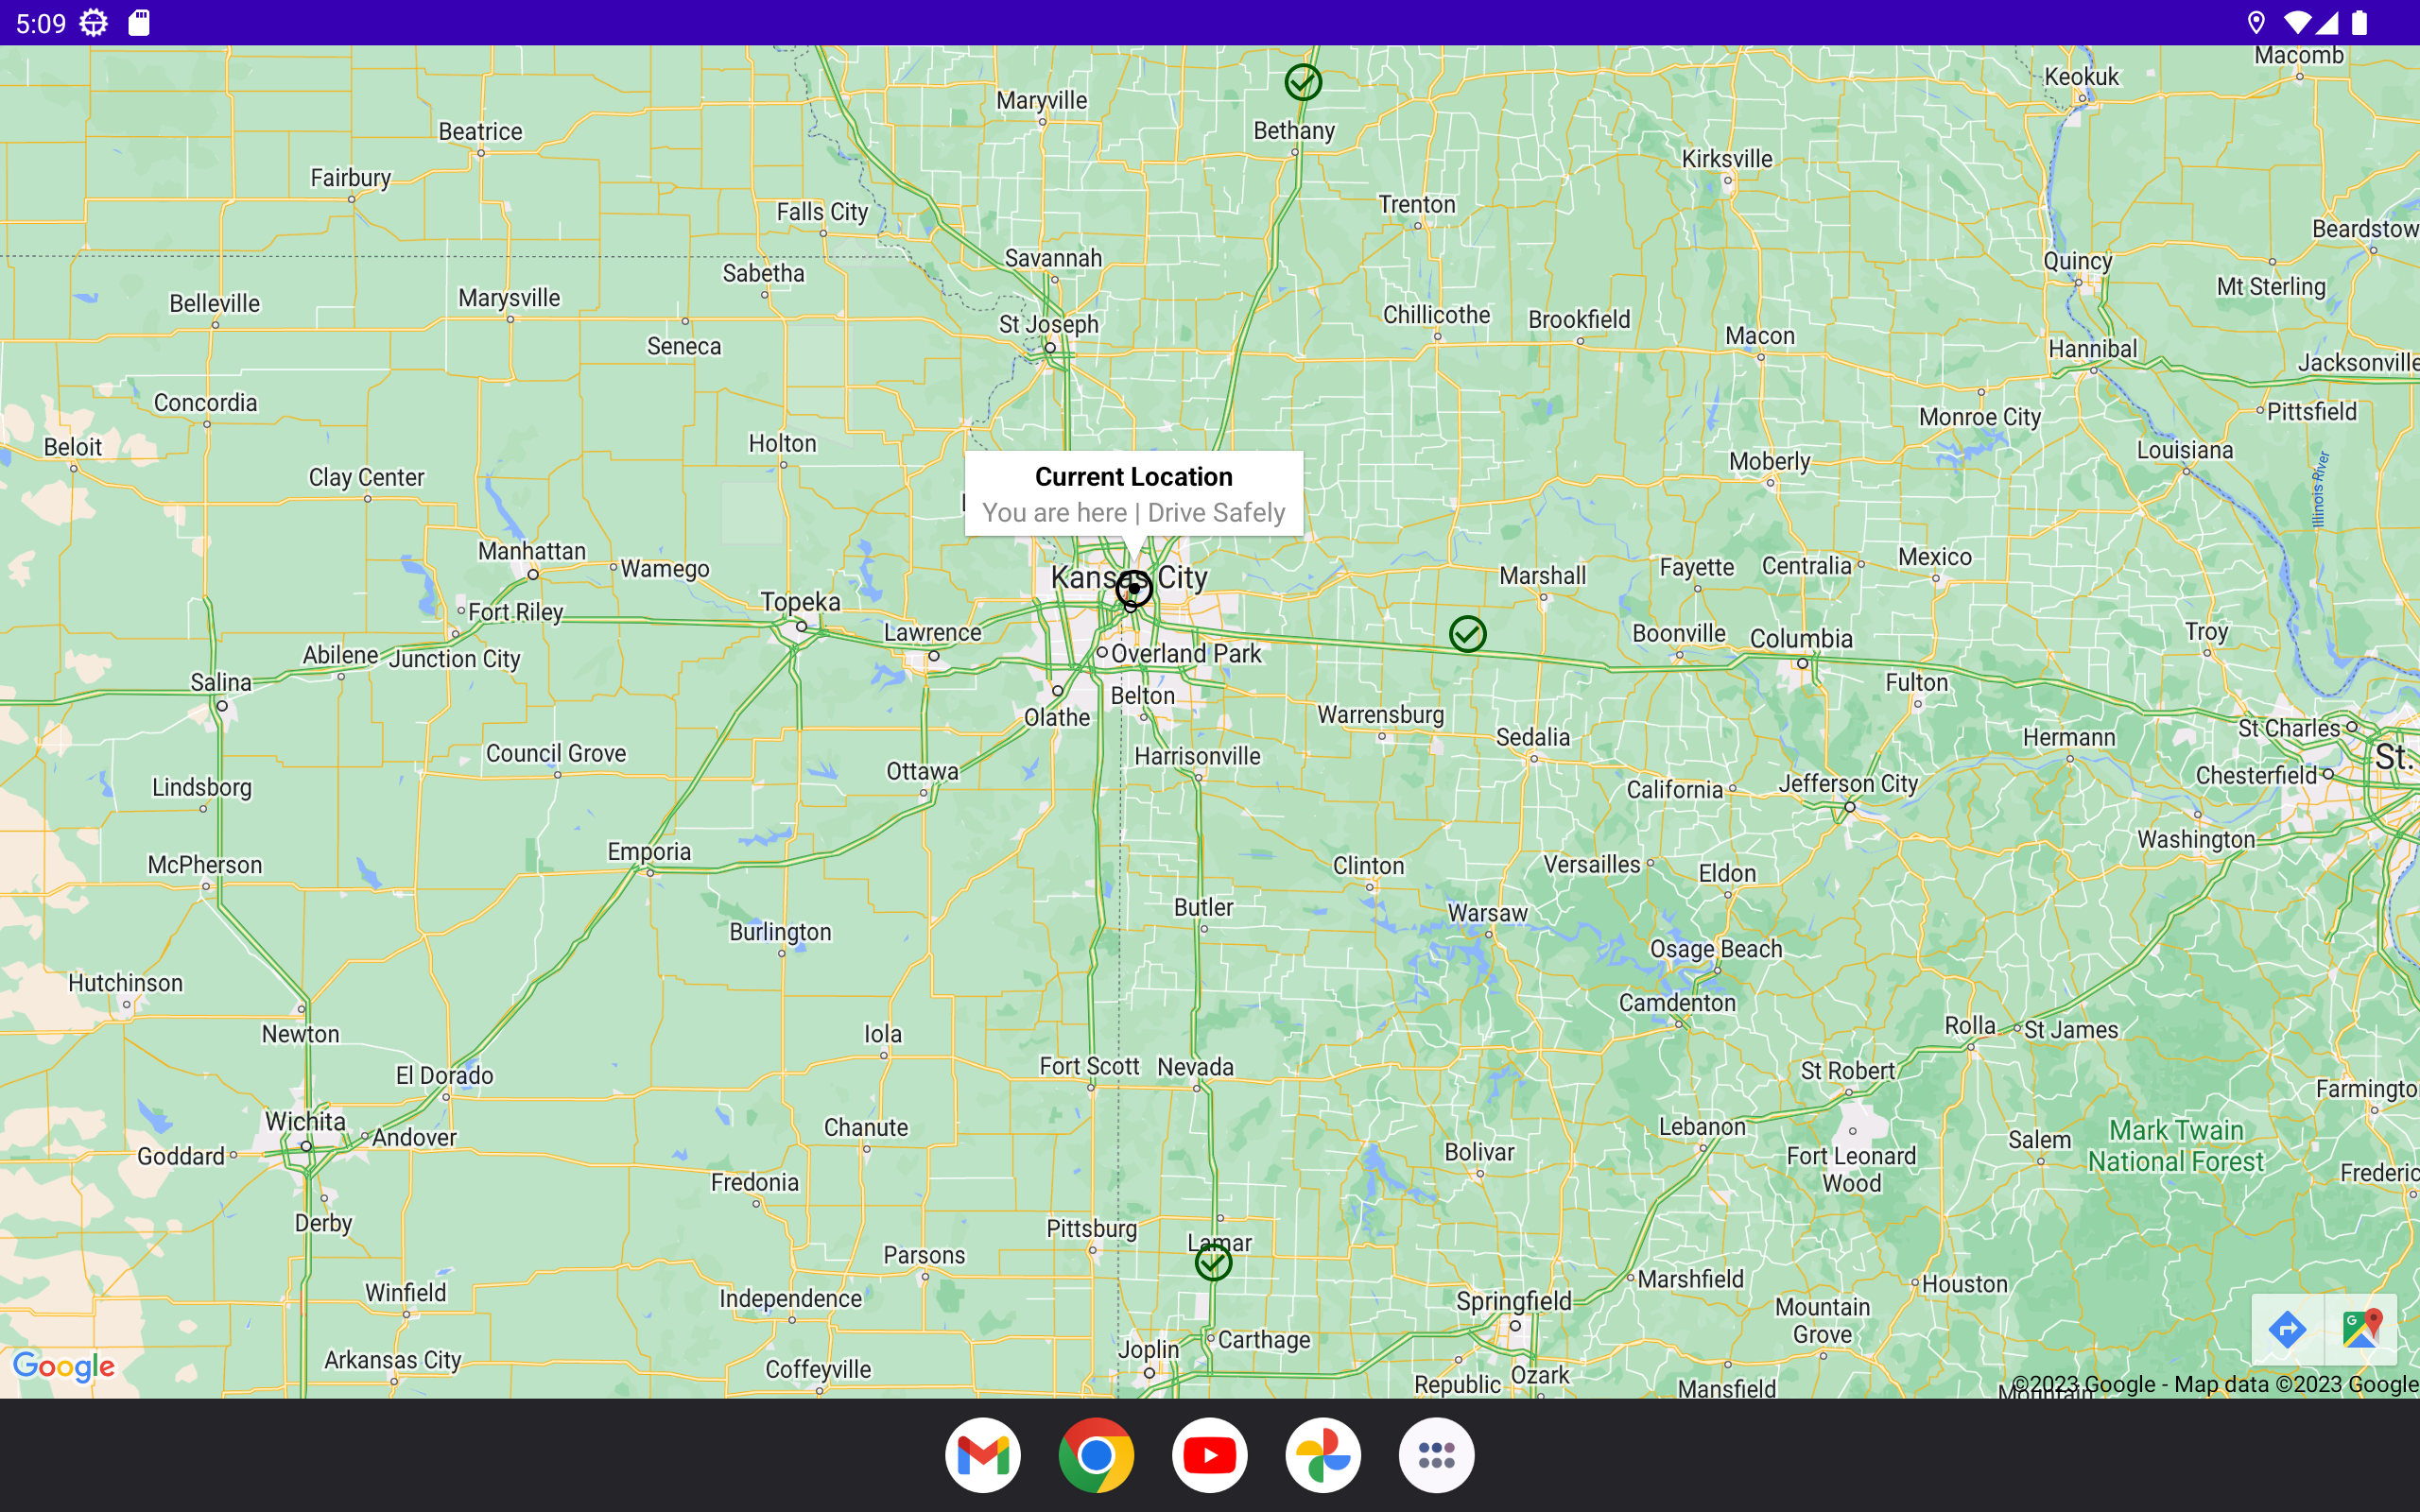 5:09
Macomb
Keokuk
Maryville
Beatrice
Bethany
Kirksville
Fairbury
Trenton
Falls City
Beardstow
Savannah
Quincy
Sabetha
Mt Sterling
Belleville
Marysville
St Joseph
Chillicothe
Brookfield
Macon
Seneca
Hannibal
Jacksonville
Concordia
Pittsfield
Monroe City
Beloit
Holton
Louisiana
Clay Center
Moberly
Current Location
You are here | Drive Safely
Illinois River
Manhattan
Wamego
Kansas City
Marshall
Fayette
Centralia
Mexico
Fort Riley
Topeka
Lawrence
Boonville
Columbia
Troy
Abilene
Junction City
Overland Park
Salina
Belton
Fulton
Olathe
Warrensburg
Sedalia
Hermann
St Charles
Council Grove
Harrisonville
St.
Ottawa
Chesterfield
Lindsborg
California
Jefferson City
Emporia
Washington
McPherson
Clinton
Versailles
Eldon
Butler
Warsaw
Burlington
Osage Beach
Hutchinson
Camdenton
Newton
Iola
Rolla
St James
Fort Scott
Nevada
El Dorado
St Robert
Farmingto
Wichita
Andover
Chanute
Lebanon
Salem
Mark Twain
National Forest
Goddard
Bolivar
Fort Leonard
Wood
Frederic
Fredonia
Derby
Pittsburg
Lamar
Parsons
Marshfield
Houston
Winfield
Independence
Springfield
Mountain
Grove
Joplin
Carthage
Google
Arkansas City
Coffeyville
Republic
Ozark
Mansfield
Mountain
©2023 Google - Map data ©2023 Google